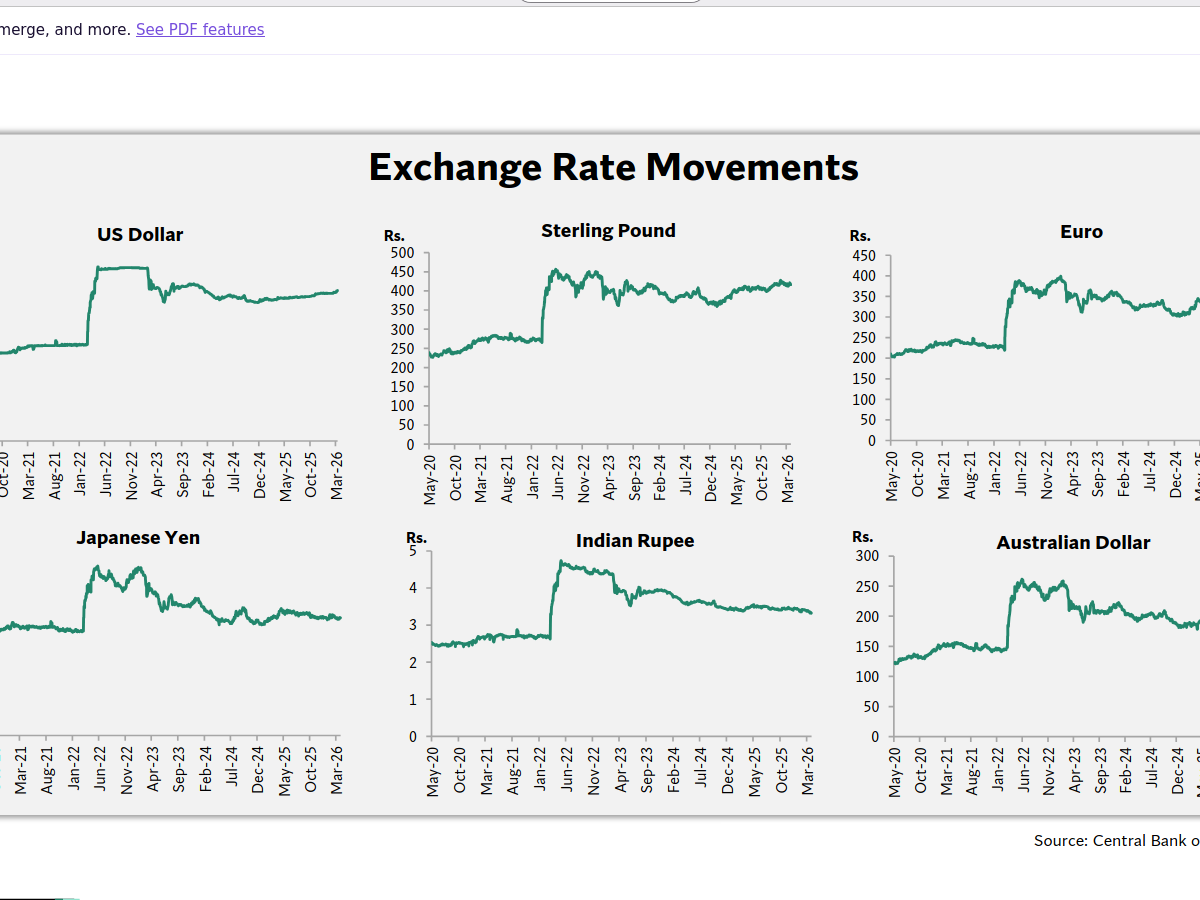 merge, and more. See PDF features
Exchange Rate Movements
US Dollar
Oct-20 Mar-21 Aug-21 Jan-22 Jun-22 Nov-22 Apr-23 Sep-23 Feb-24 Jul-24 Dec-24 May-25 Oct-25 Mar-26
Sterling Pound
Rs.
500
450
400
350
300
250
200
150
100
50
0
May-20 Oct-20 Mar-21 Aug-21 Jan-22 Jun-22 Nov-22 Apr-23 Sep-23 Feb-24 Jul-24 Dec-24 May-25 Oct-25 Mar-26
Euro
Rs.
450
400
350
300
250
200
150
100
50
0
May-20 Oct-20 Mar-21 Aug-21 Jan-22 Jun-22 Nov-22 Apr-23 Sep-23 Feb-24 Jul-24 Dec-24
Japanese Yen
Mar-21 Aug-21 Jan-22 Jun-22 Nov-22 Apr-23 Sep-23 Feb-24 Jul-24 Dec-24 May-25 Oct-25 Mar-26
Indian Rupee
Rs.
5
4
3
2
1
0
May-20 Oct-20 Mar-21 Aug-21 Jan-22 Jun-22 Nov-22 Apr-23 Sep-23 Feb-24 Jul-24 Dec-24 May-25 Oct-25 Mar-26
Australian Dollar
Rs.
300
250
200
150
100
50
0
May-20 Oct-20 Mar-21 Aug-21 Jan-22 Jun-22 Nov-22 Apr-23 Sep-23 Feb-24 Jul-24 Dec-24
Source: Central Bank o